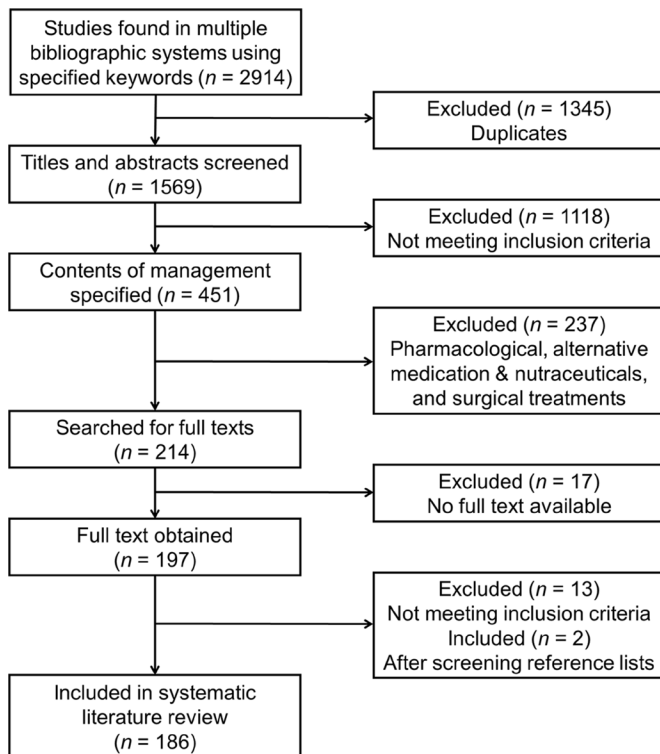 Studies found in multiple
bibliographic systems using
specified keywords (n = 2914)
Excluded (n = 1345)
Duplicates
Titles and abstracts screened
(n = 1569)
Excluded (n = 1118)
Not meeting inclusion criteria
Contents of management
specified (n = 451)
Excluded (n = 237)
Pharmacological, alternative
medication & nutraceuticals,
and surgical treatments
Searched for full texts
(n = 214)
Excluded (n = 17)
No full text available
Full text obtained
(n = 197)
Excluded (n = 13)
Not meeting inclusion criteria
Included (n = 2)
After screening reference lists
Included in systematic
literature review
(n = 186)